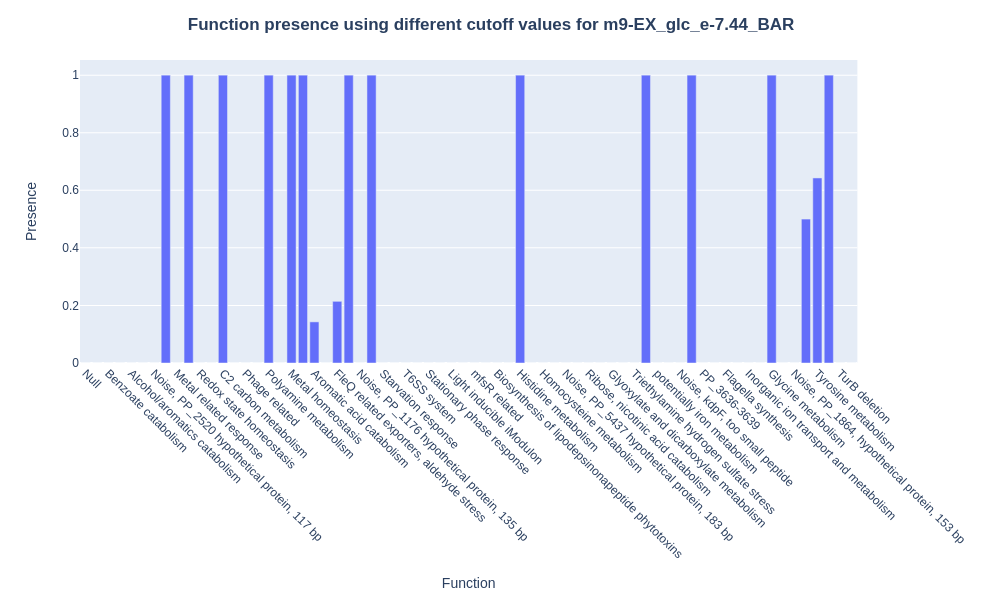 Function presence using different cutoff values for m9-EX_glc_e-7.44_BAR
Presence
1
0.8
0.6
0.4
0.2
0
Null
Benzoate catabolism
Alcohol/aromatics catabolism
Noise, PP_2520 hypothetical protein, 117 bp
Metal related response
Redox state homeostasis
C2 carbon metabolism
Phage related
Polyamine metabolism
Metal homeostasis
Aromatic acid catabolism
FleQ related exporters, aldehyde stress
Noise, PP_1176 hypothetical protein, 135 bp
Starvation response
T6SS system
Stationary phase response
Light inducible iModulon
mfsR related
Biosynthesis of lipodepsinonapeptide phytotoxins
Histidine metabolism
Homocysteine metabolism
Noise, PP_5437 hypothetical protein, 183 bp
Ribose, nicotinic acid catabolism
Glyoxylate and dicarboxylate metabolism
Triethylamine hydrogen sulfate stress
potentially iron metabolism
Noise, kdpF, too small peptide
PP_3636-3639
Flagella synthesis
Inorganic ion transport and metabolism
Glycine metabolism
Noise, PP_1864, hypothetical protein, 153 bp
Tyrosine metabolism
TurB deletion
Function